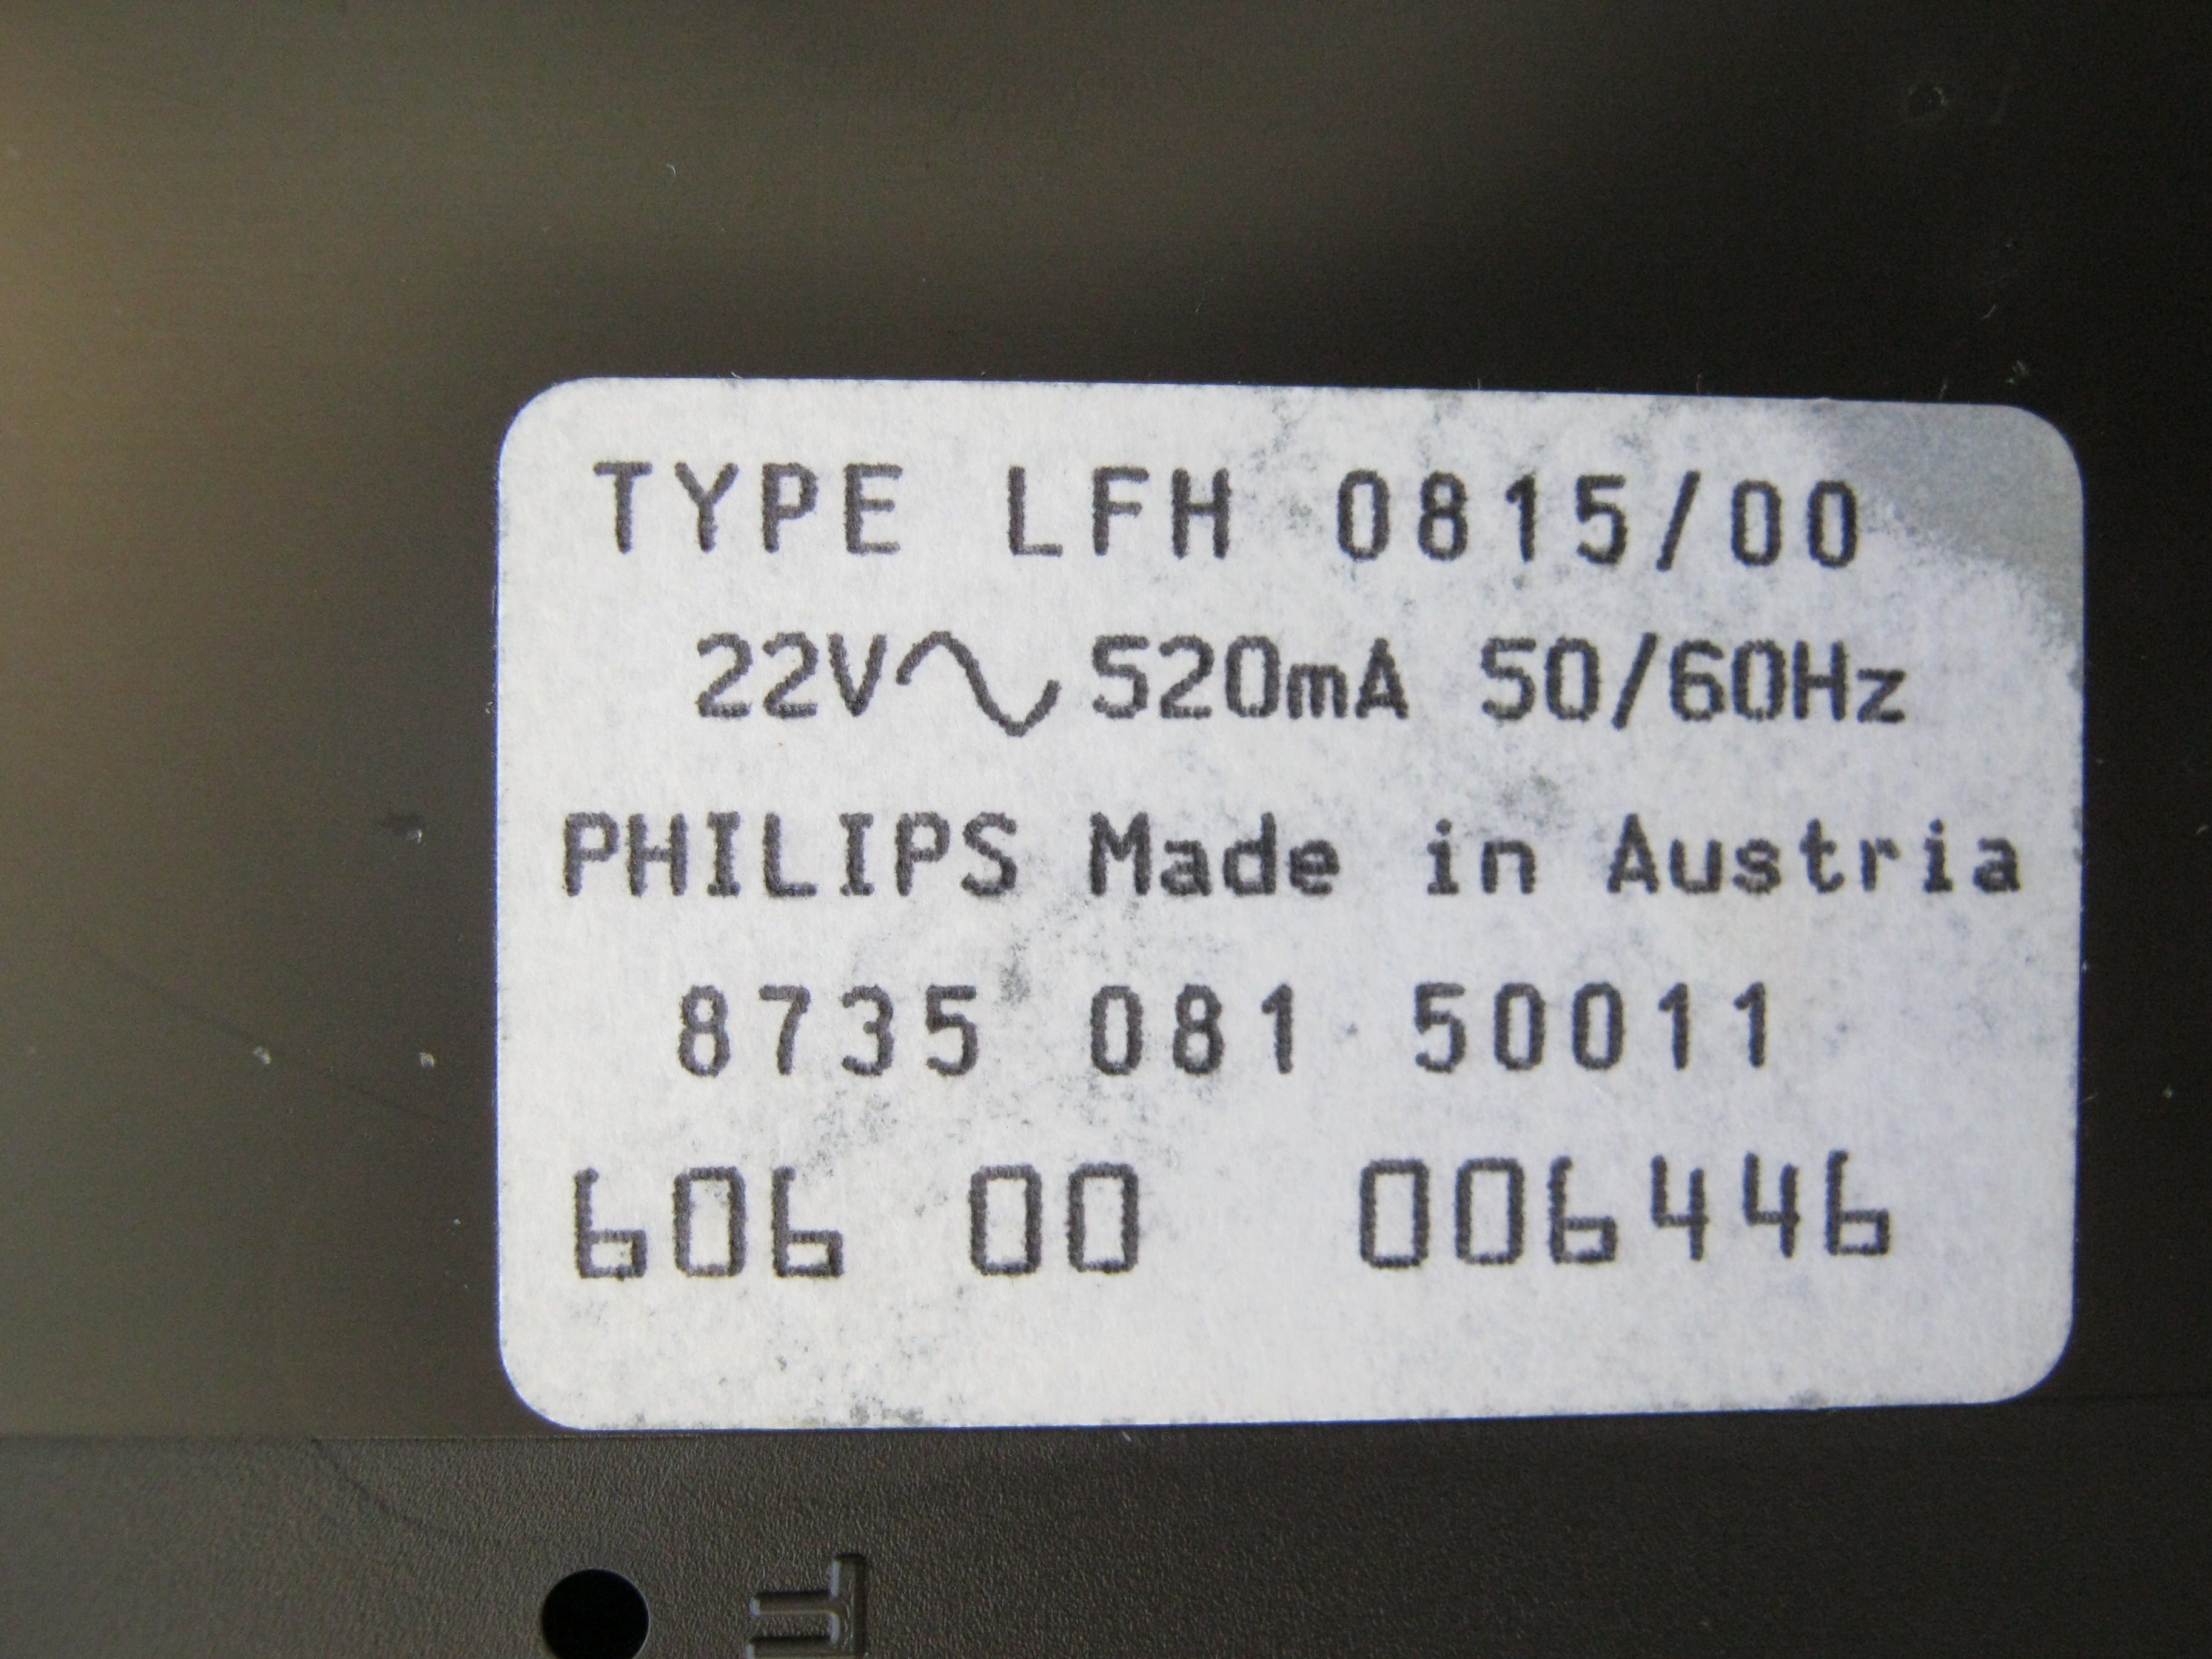 TYPE LFH 0815/00
22V∿520mA 50/60Hz
PHILIPS Made in Austria
8735 081 50011
606 00 006446